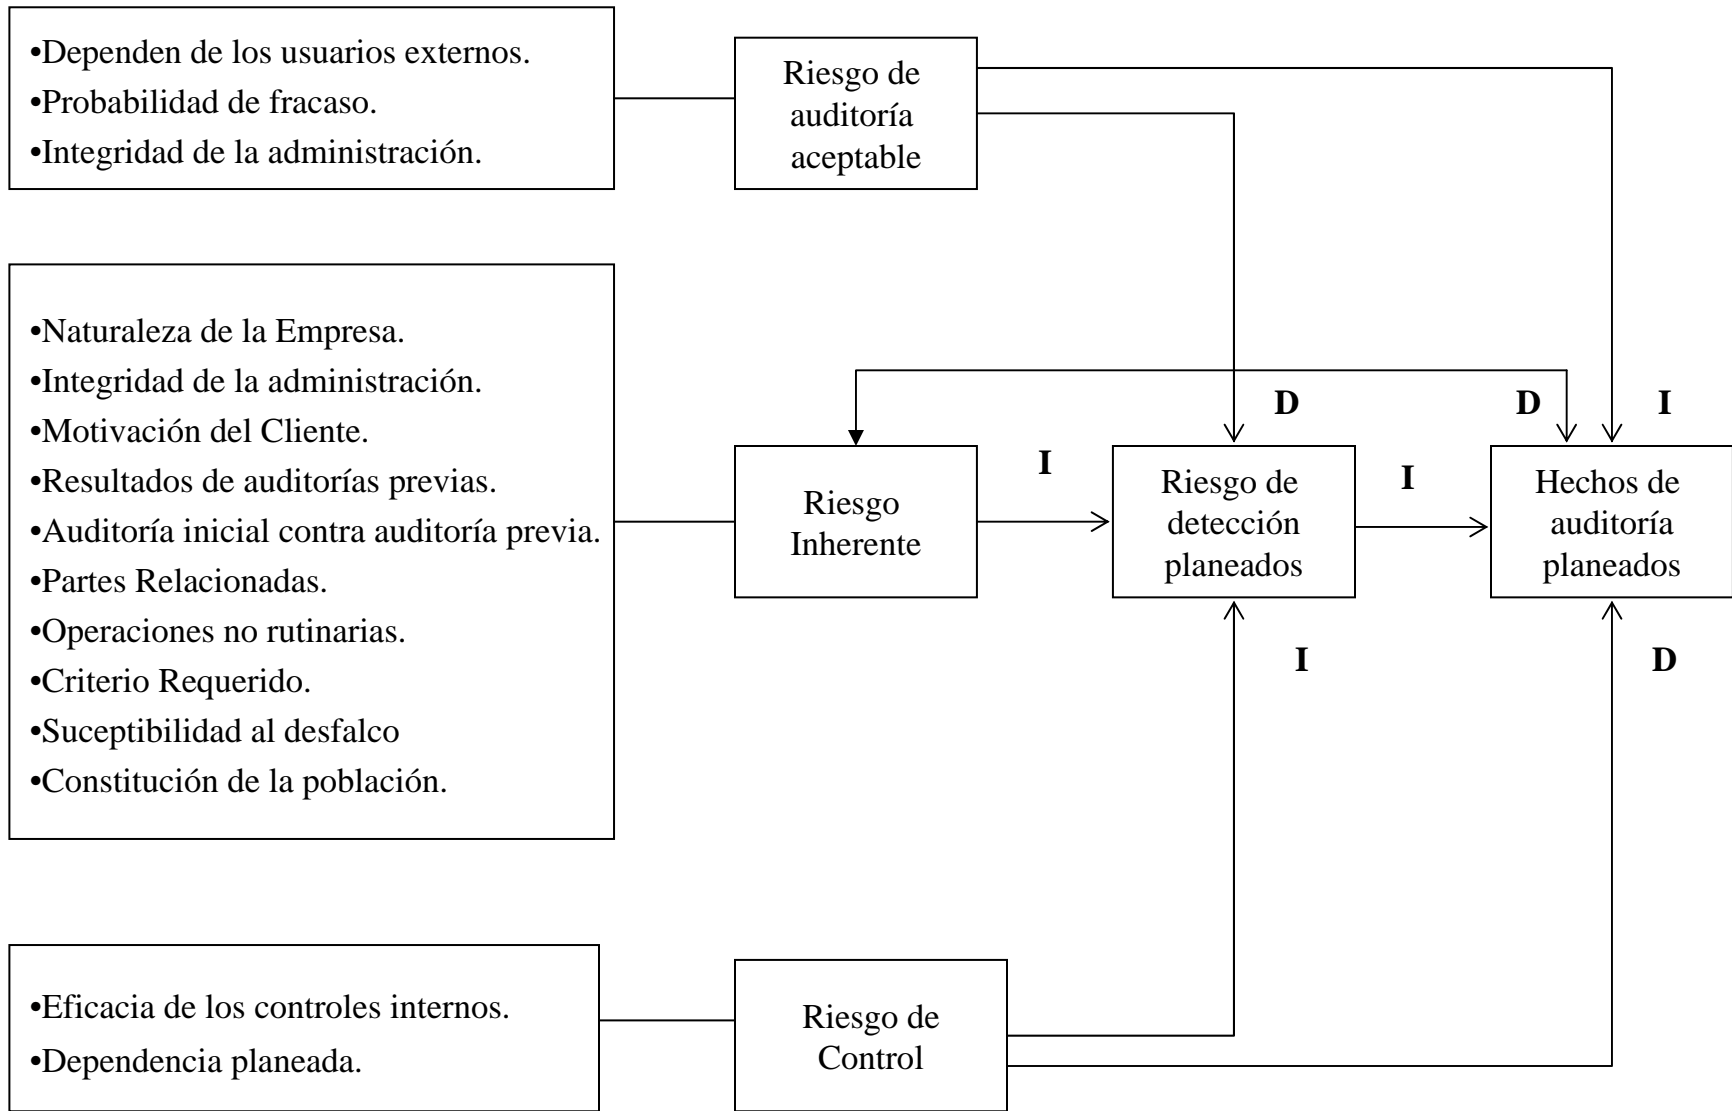 •Dependen de los usuarios externos.
•Probabilidad de fracaso.
•Integridad de la administración.
Riesgo de
auditoría
aceptable
•Naturaleza de la Empresa.
•Integridad de la administración.
•Motivación del Cliente.
•Resultados de auditorías previas.
•Auditoría inicial contra auditoría previa.
•Partes Relacionadas.
•Operaciones no rutinarias.
•Criterio Requerido.
•Suceptibilidad al desfalco
•Constitución de la población.
Riesgo
Inherente
I
D
Riesgo de
detección
planeados
I
I
D
I
Hechos de
auditoría
planeados
D
•Eficacia de los controles internos.
•Dependencia planeada.
Riesgo de
Control